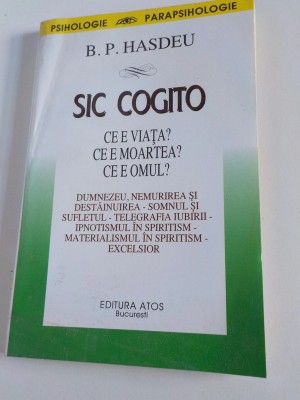 PSIHOLOGIE PARAPSIHOLOGIE
B. P. HASDEU
SIC COGITO
CE E VIAȚA?
CE E MOARTEA?
CE E OMUL?
DUMNEZEU, NEMURIREA ȘI
DESTĂINUIREA - SOMNUL ȘI
SUFLETUL - TELEGRAFIA IUBIRII -
IPNOTISMUL ÎN SPIRITISM -
MATERIALISMUL ÎN SPIRITISM -
EXCELSIOR
EDITURA ATOS
București